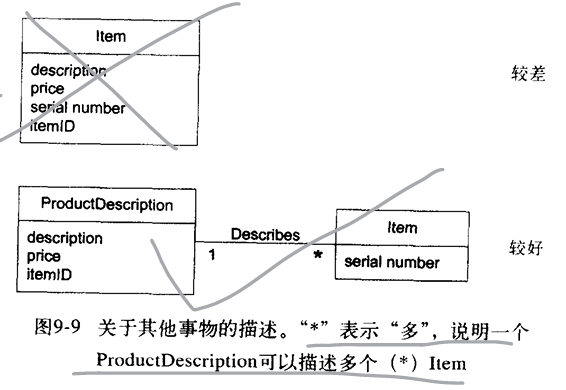 Item
description
price
serial number
itemID
较差
ProductDescription
description
price
itemID
Describes
1
*
Item
serial number
较好
图9-9 关于其他事物的描述。“*”表示“多”，说明一个
ProductDescription可以描述多个（*）Item